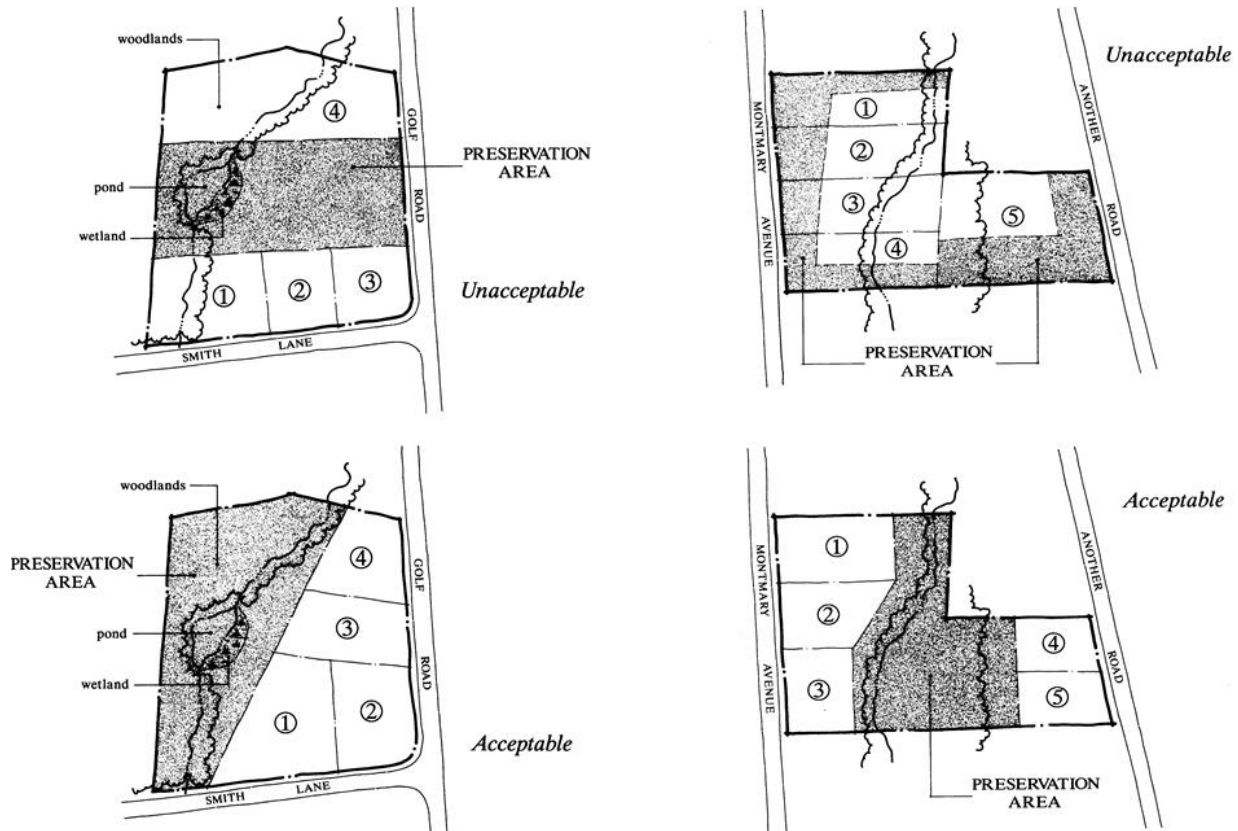 woodlands
④
GOLF
ROAD
PRESERVATION
AREA
pond
wetland
①
②
③
SMITH
LANE
Unacceptable
Unacceptable
MONTMARY
AVENUE
ANOTHER
ROAD
①
②
③
④
⑤
PRESERVATION
AREA
woodlands
PRESERVATION
AREA
④
GOLF
ROAD
③
pond
wetland
①
②
SMITH
LANE
Acceptable
Acceptable
MONTMARY
AVENUE
ANOTHER
ROAD
①
②
③
④
⑤
PRESERVATION
AREA